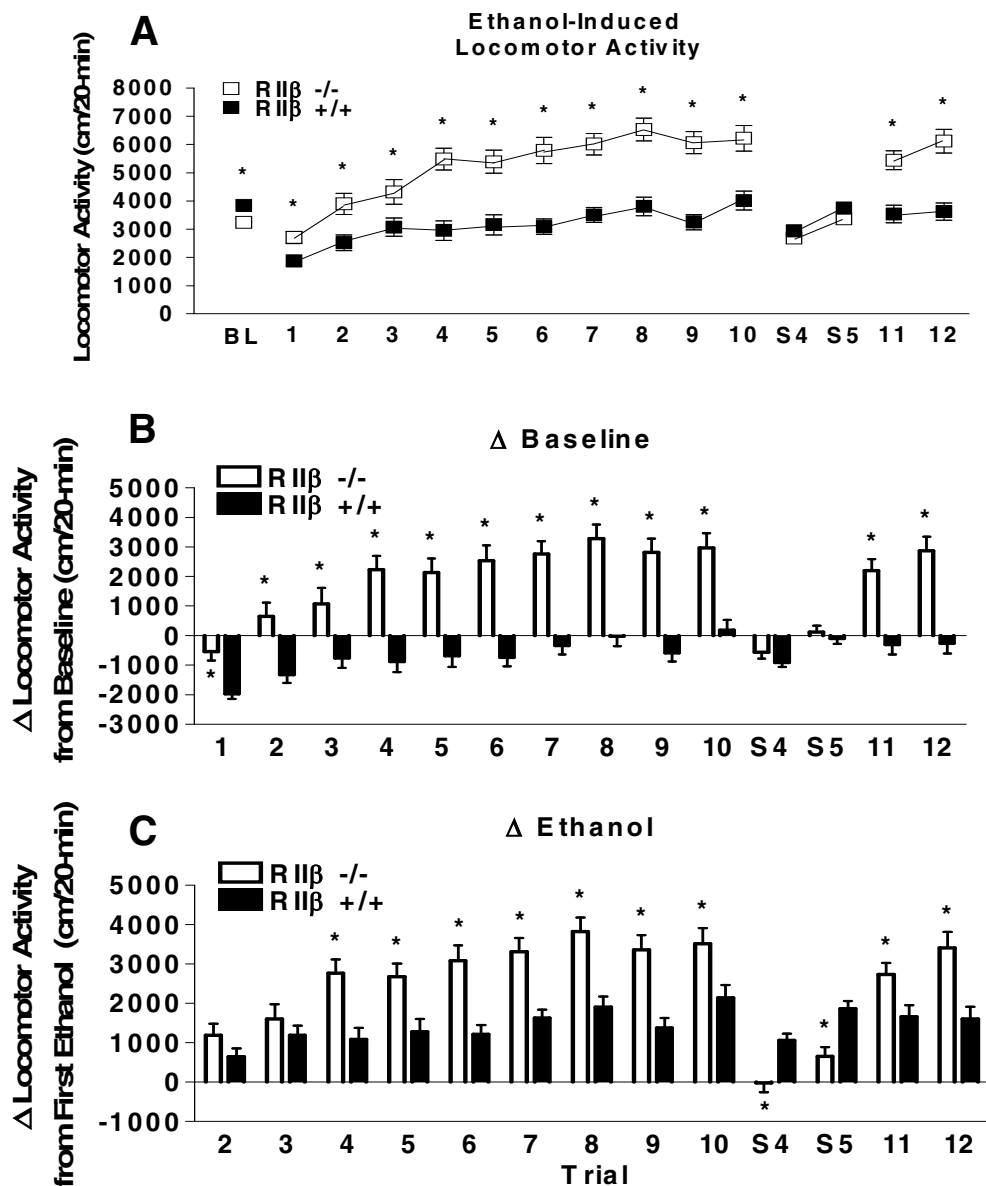 A
Ethanol-Induced
Locomotor Activity
Locomotor Activity (cm/20-min)
8000
7000
6000
5000
4000
3000
2000
1000
0
RIIβ -/-
RIIβ +/+
* * * * * * * * * * * * *
BL 1 2 3 4 5 6 7 8 9 10 S4 S5 11 12
B
Δ Baseline
Δ Locomotor Activity
from Baseline (cm/20-min)
RIIβ -/-
RIIβ +/+
5000
4000
3000
2000
1000
0
-1000
-2000
-3000
* * * * * * * * * * * *
1 2 3 4 5 6 7 8 9 10 S4 S5 11 12
C
Δ Ethanol
Δ Locomotor Activity
from First Ethanol (cm/20-min)
RIIβ -/-
RIIβ +/+
5000
4000
3000
2000
1000
0
-1000
* * * * * * * * * * *
2 3 4 5 6 7 8 9 10 S4 S5 11 12
Trial